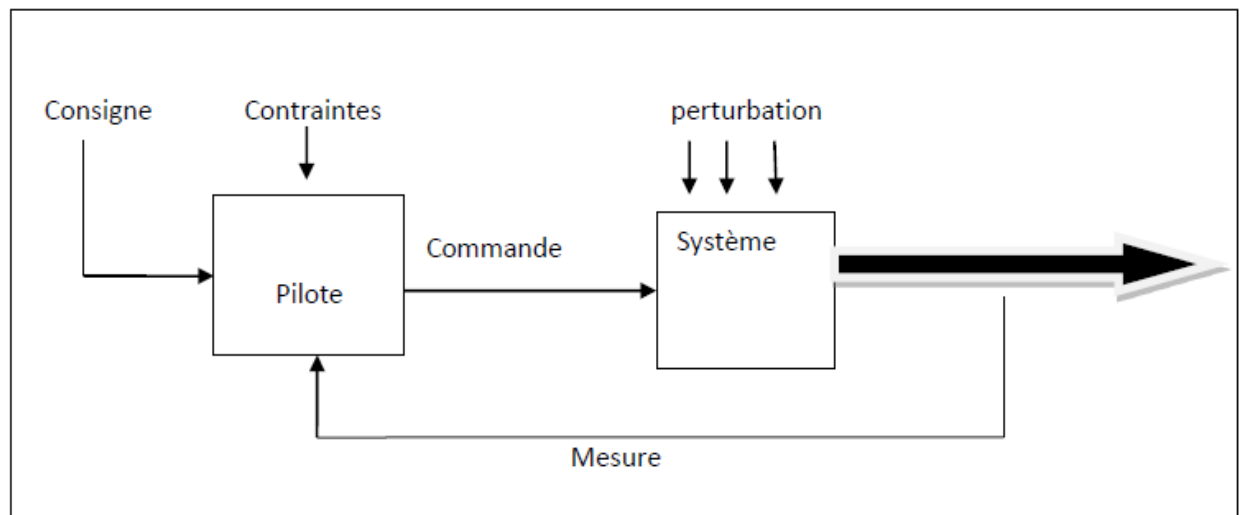 Consigne
Contraintes
perturbation
Commande
Système
Pilote
Mesure